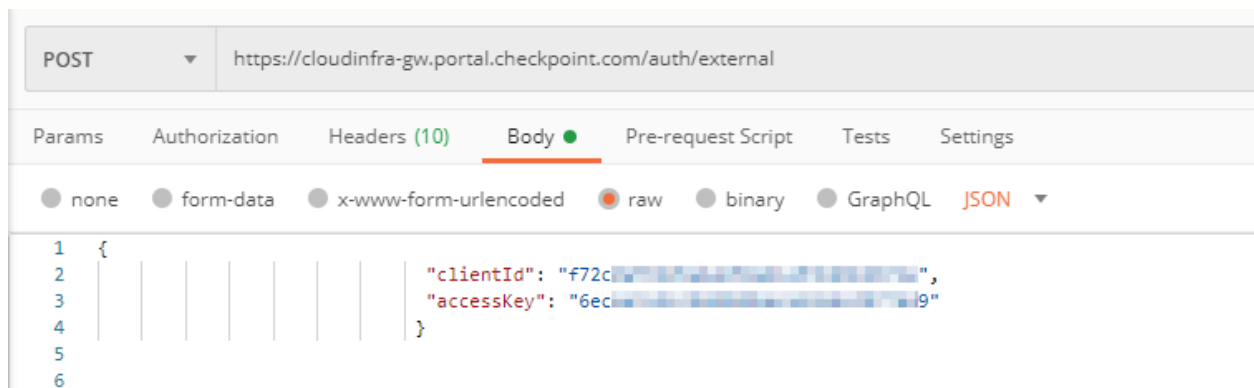 POST https://cloudinfra-gw.portal.checkpoint.com/auth/external
Params Authorization Headers (10) Body Pre-request Script Tests Settings
none form-data x-www-form-urlencoded raw binary GraphQL JSON
1 {
2 "clientId": "f72c ",
3 "accessKey": "6ec 9"
4 }
5
6